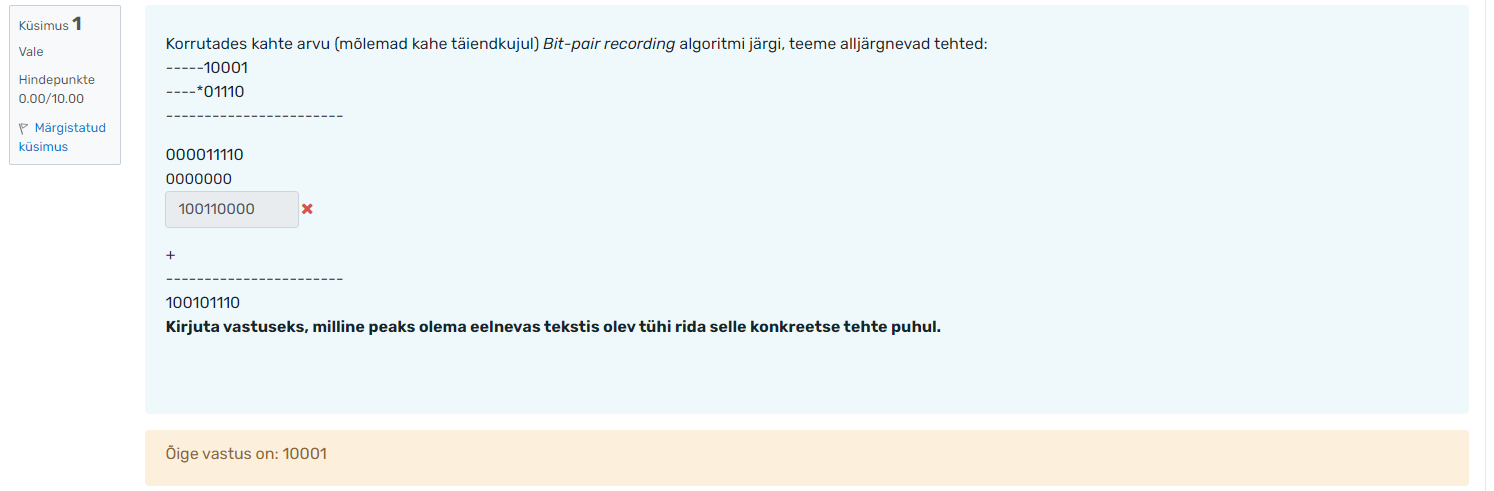 Küsimus 1
Vale
Hindepunkte
0.00/10.00
Märgistatud
küsimus
Korrutades kahte arvu (mõlemad kahe täiendkujul) Bit-pair recording algoritmi järgi, teeme alljärgnevad tehted:
-----10001
----*01110
-----------------------
000011110
0000000
100110000
+
-----------------------
100101110
Kirjuta vastuseks, milline peaks olema eelnevas tekstis olev tühi rida selle konkreetse tehte puhul.
Õige vastus on: 10001